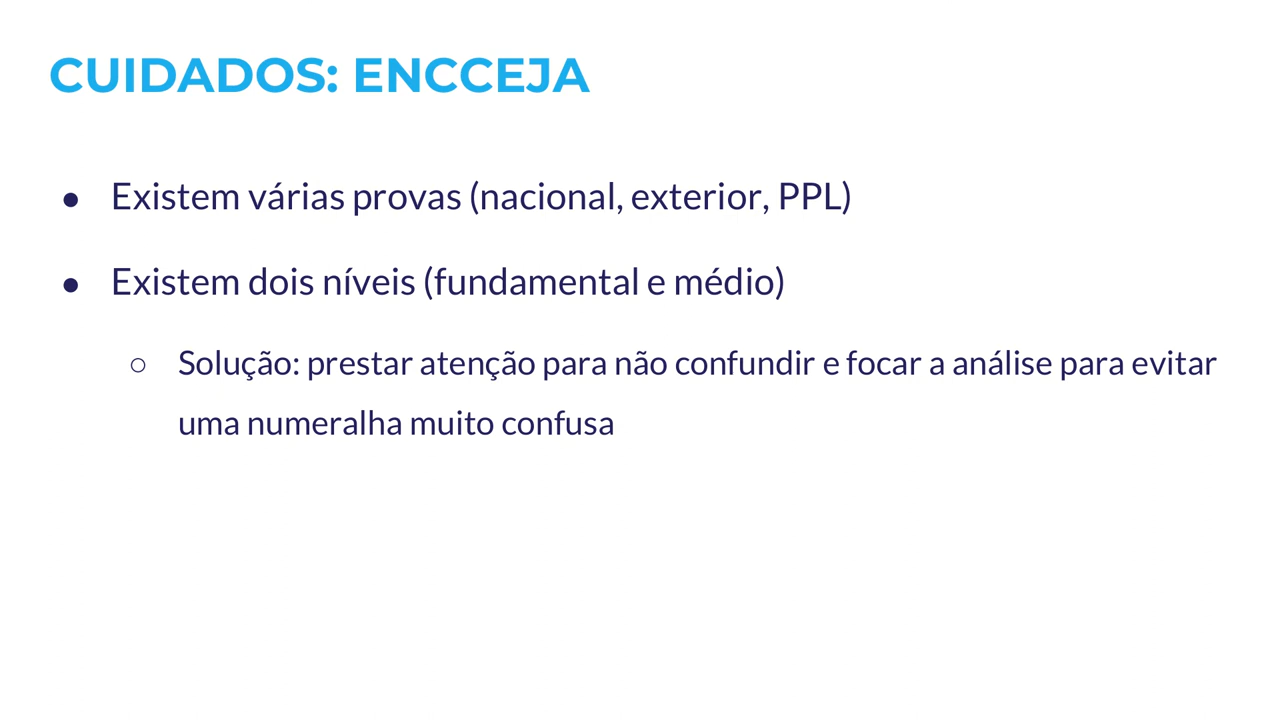 CUIDADOS: ENCCEJA
● Existem várias provas (nacional, exterior, PPL)
● Existem dois níveis (fundamental e médio)
○ Solução: prestar atenção para não confundir e focar a análise para evitar
uma numeralha muito confusa